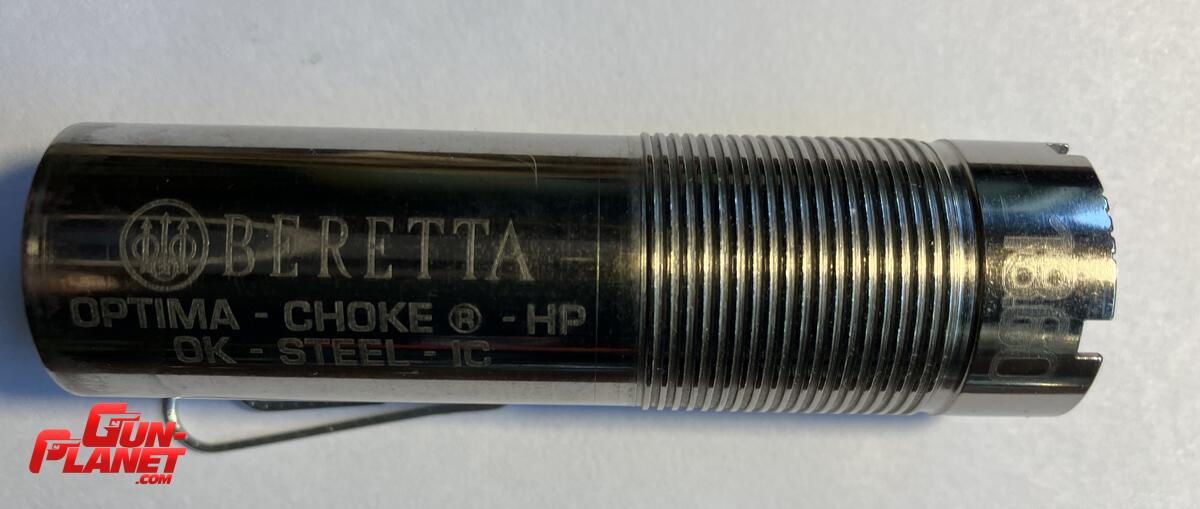 BERETTA
OPTIMA - CHOKE ® - HP
OK - STEEL - IC
GUN-
PLANET
.COM